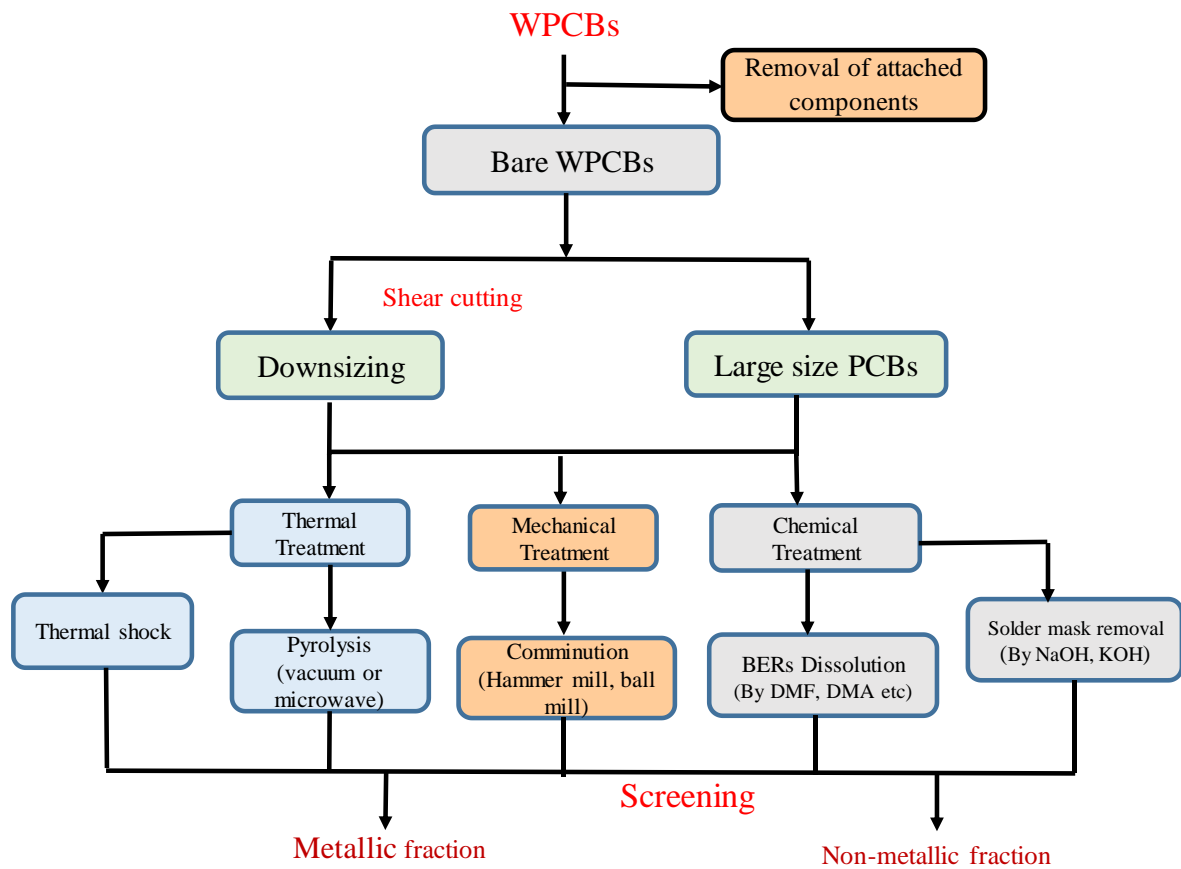 WPCBs
Removal of attached
components
Bare WPCBs
Shear cutting
Downsizing
Large size PCBs
Thermal
Treatment
Mechanical
Treatment
Chemical
Treatment
Thermal shock
Pyrolysis
(vacuum or
microwave)
Comminution
(Hammer mill, ball
mill)
BERs Dissolution
(By DMF, DMA etc)
Solder mask removal
(By NaOH, KOH)
Screening
Metallic fraction
Non-metallic fraction